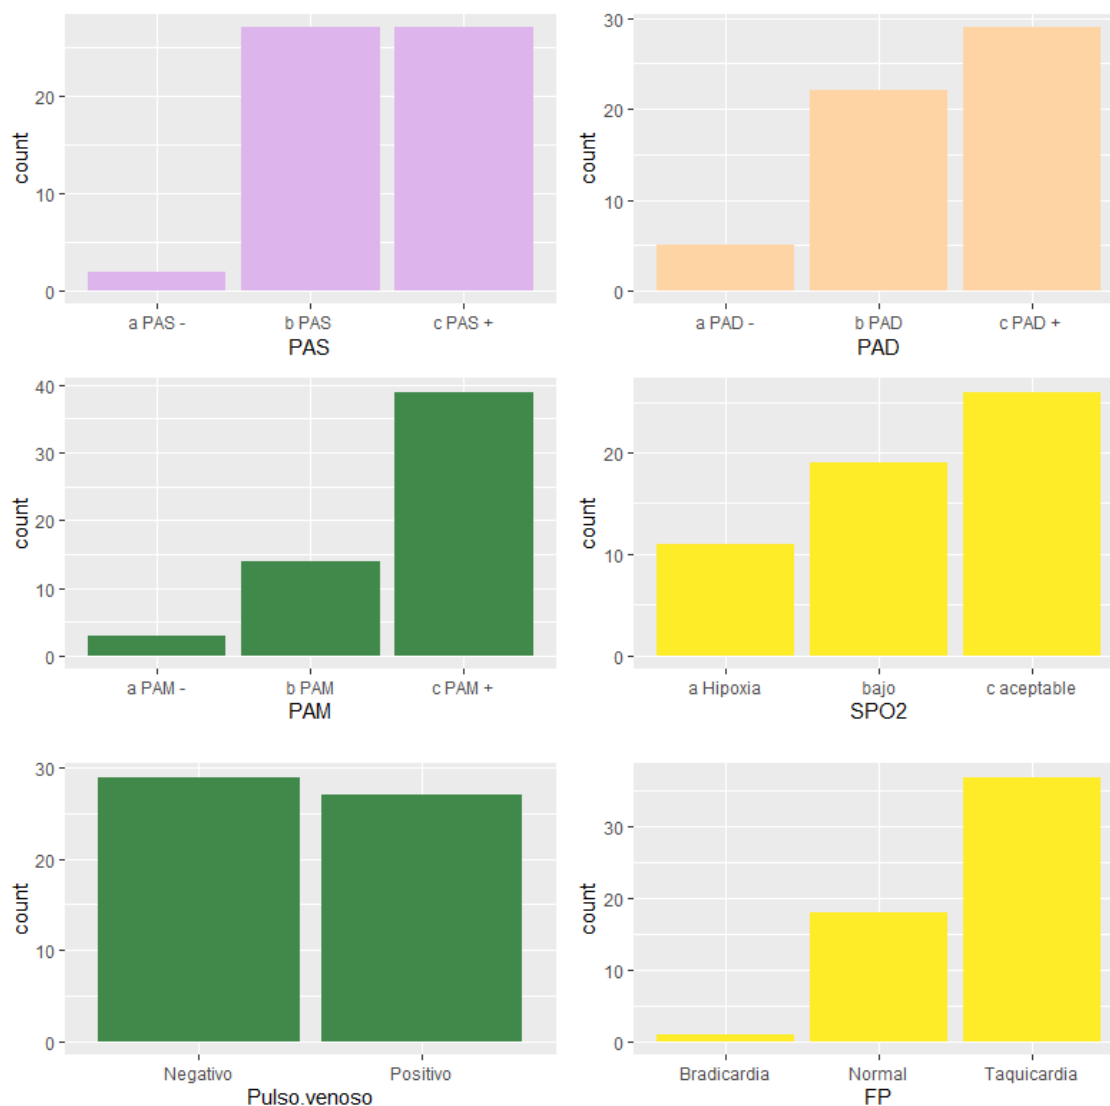 count
20
10
0
a PAS -
b PAS
c PAS +
PAS
count
30
20
10
0
a PAD -
b PAD
c PAD +
PAD
count
40
30
20
10
0
a PAM -
b PAM
c PAM +
PAM
count
20
10
0
a Hipoxia
bajo
c aceptable
SPO2
count
30
20
10
0
Negativo
Positivo
Pulso.venoso
count
30
20
10
0
Bradicardia
Normal
Taquicardia
FP